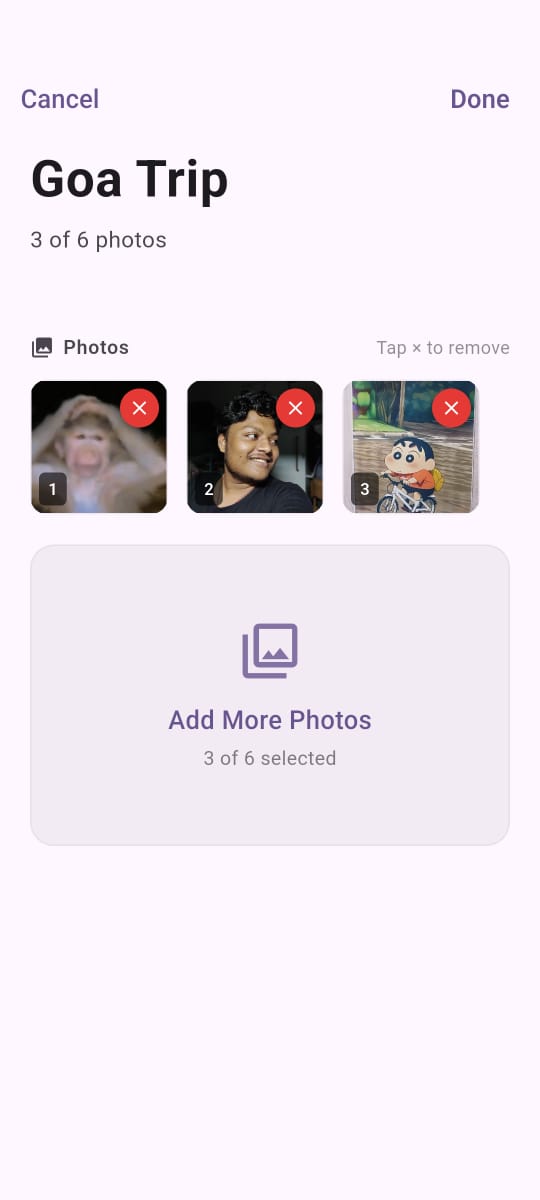 Cancel
Done
Goa Trip
3 of 6 photos
Photos
Tap × to remove
1
2
3
Add More Photos
3 of 6 selected